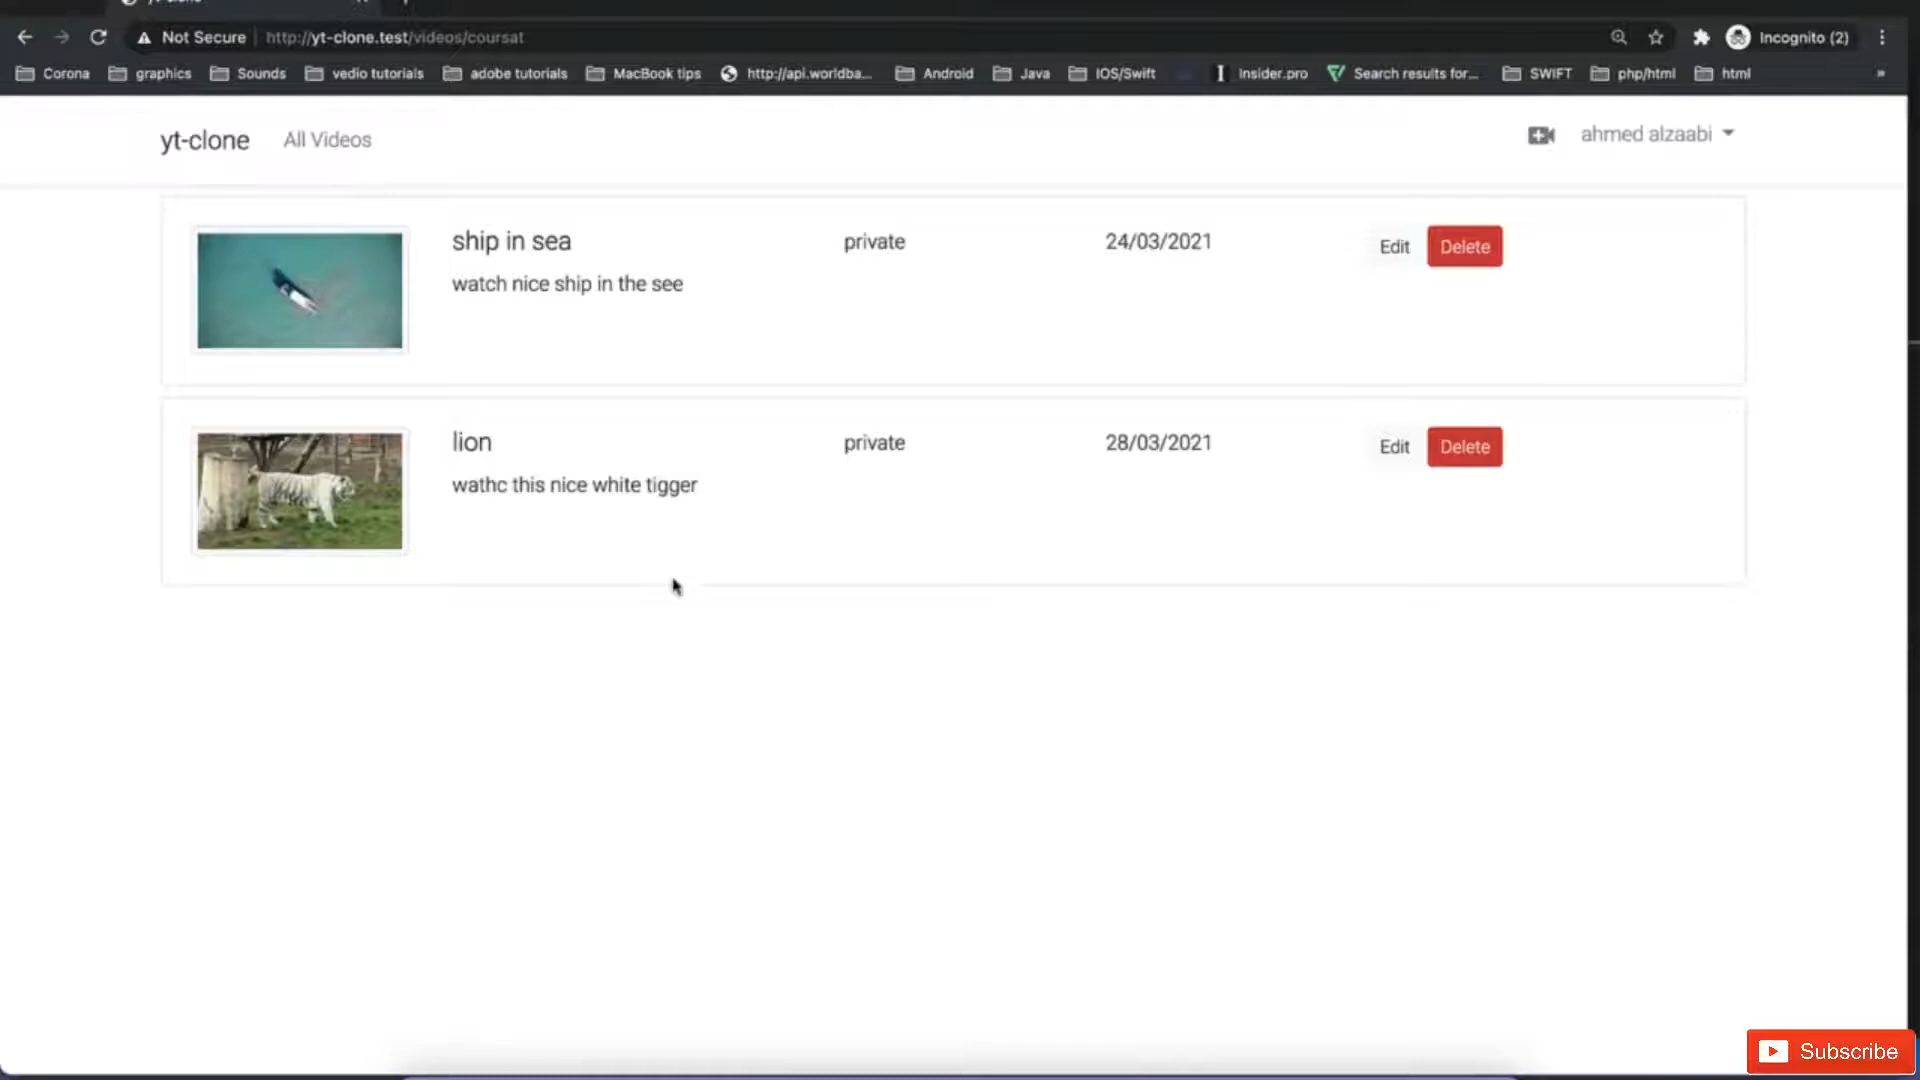 Not Secure http://yt-clone.test/videos/coursat Incognito (2)
Corona graphics Sounds vedio tutorials adobe tutorials MacBook tips http://api.worldba... Android Java IOS/Swift Insider.pro Search results for... SWIFT php/html html »
yt-clone All Videos ahmed alzaabi
ship in sea private 24/03/2021 Edit Delete
watch nice ship in the see
lion private 28/03/2021 Edit Delete
wathc this nice white tigger
Subscribe